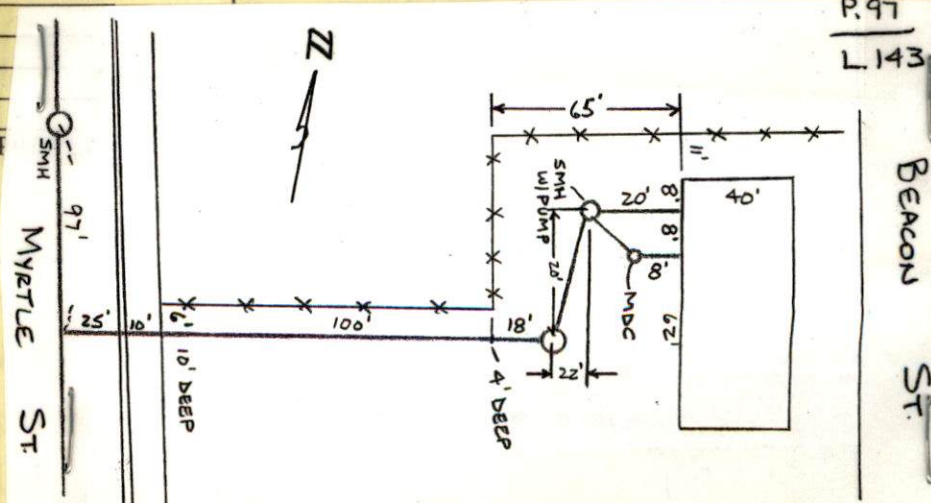 P.97
L.143
BEACON ST.
MYRTLE ST.
SMH
97'
25'
10'
6'
10' DEEP
100'
18'
4' DEEP
65'
11'
SMH
W/PUMP
20'
20'
22'
8'
8'
8'
MDC
40'
62'